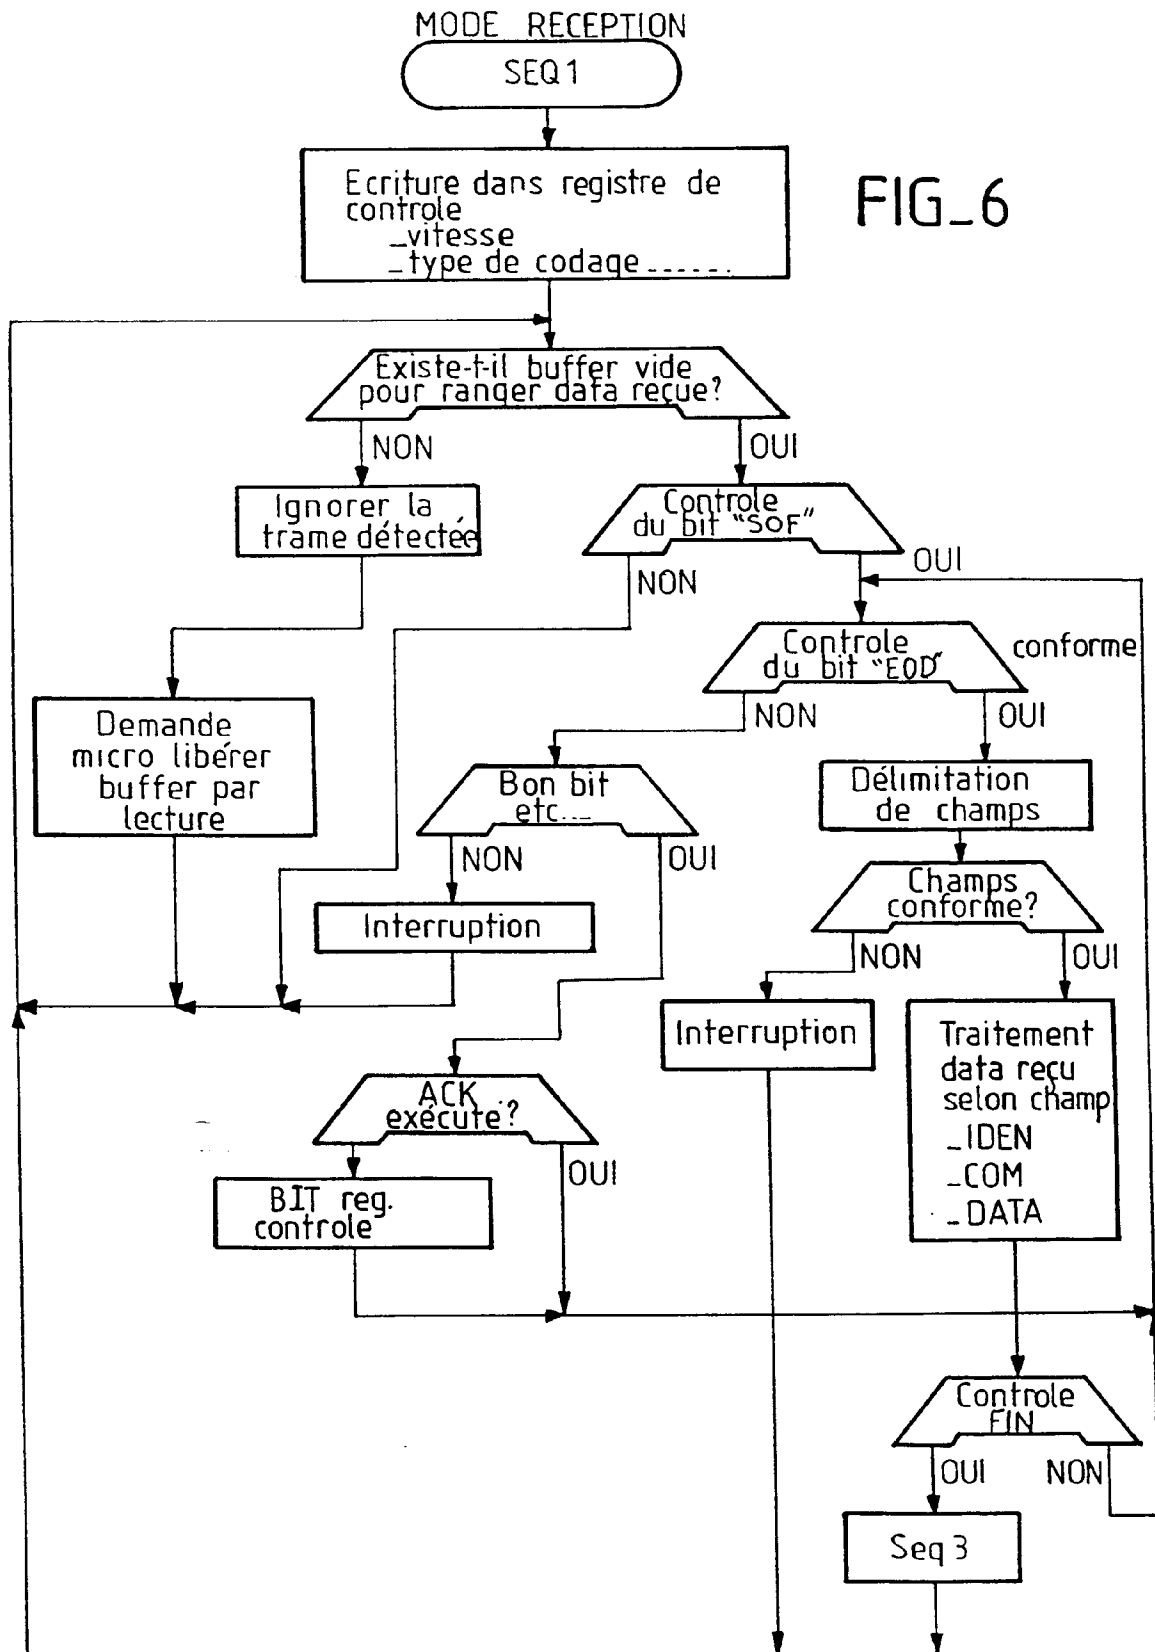 MODE RECEPTION
SEQ 1
FIG_6
Ecriture dans registre de
controle
_vitesse
_type de codage......
Existe-t-il buffer vide
pour ranger data reçue?
NON
OUI
Ignorer la
trame détectée
Controle
du bit "SOF"
NON
OUI
Controle
du bit "EOD"
conforme
NON
OUI
Demande
micro libérer
buffer par
lecture
Bon bit
etc...
Délimitation
de champs
NON
OUI
Champs
conforme?
Interruption
NON
OUI
Interruption
Traitement
data reçu
selon champ
_IDEN
_COM
_DATA
ACK
exécute?
OUI
BIT reg.
controle
Controle
FIN
OUI
NON
Seq 3